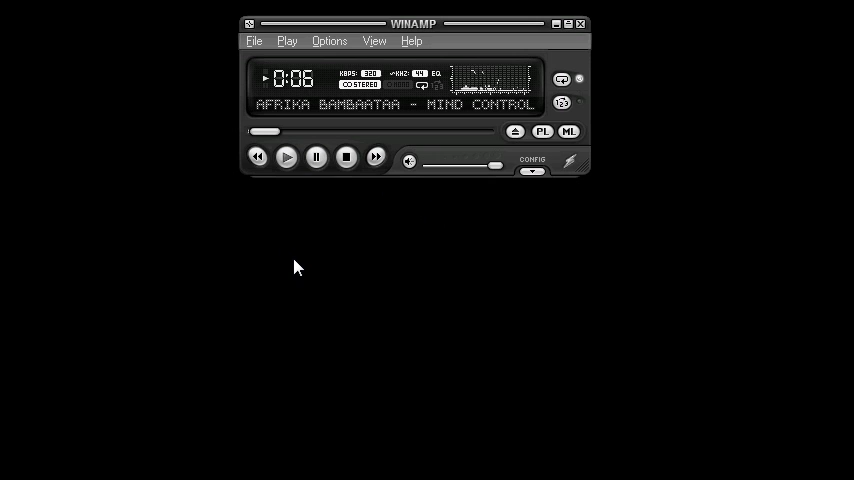 WINAMP
File Play Options View Help
0:06
KBPS: 320 KHZ: 44 EQ
STEREO
AFRIKA BAMBAATAA - MIND CONTROL
PL ML
CONFIG